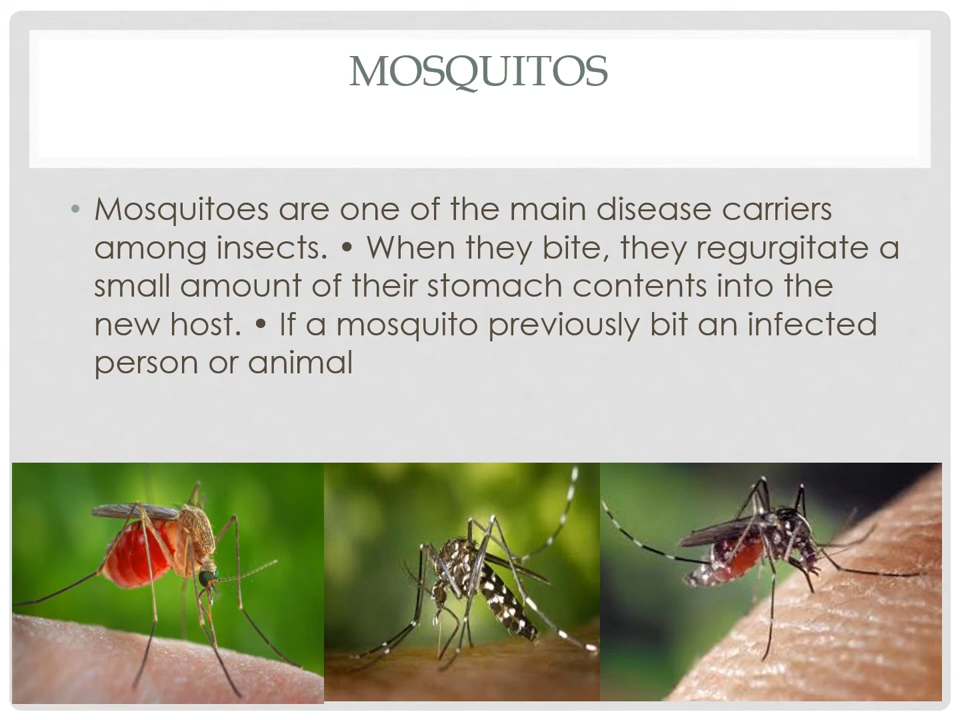 MOSQUITOS
• Mosquitoes are one of the main disease carriers
among insects. • When they bite, they regurgitate a
small amount of their stomach contents into the
new host. • If a mosquito previously bit an infected
person or animal